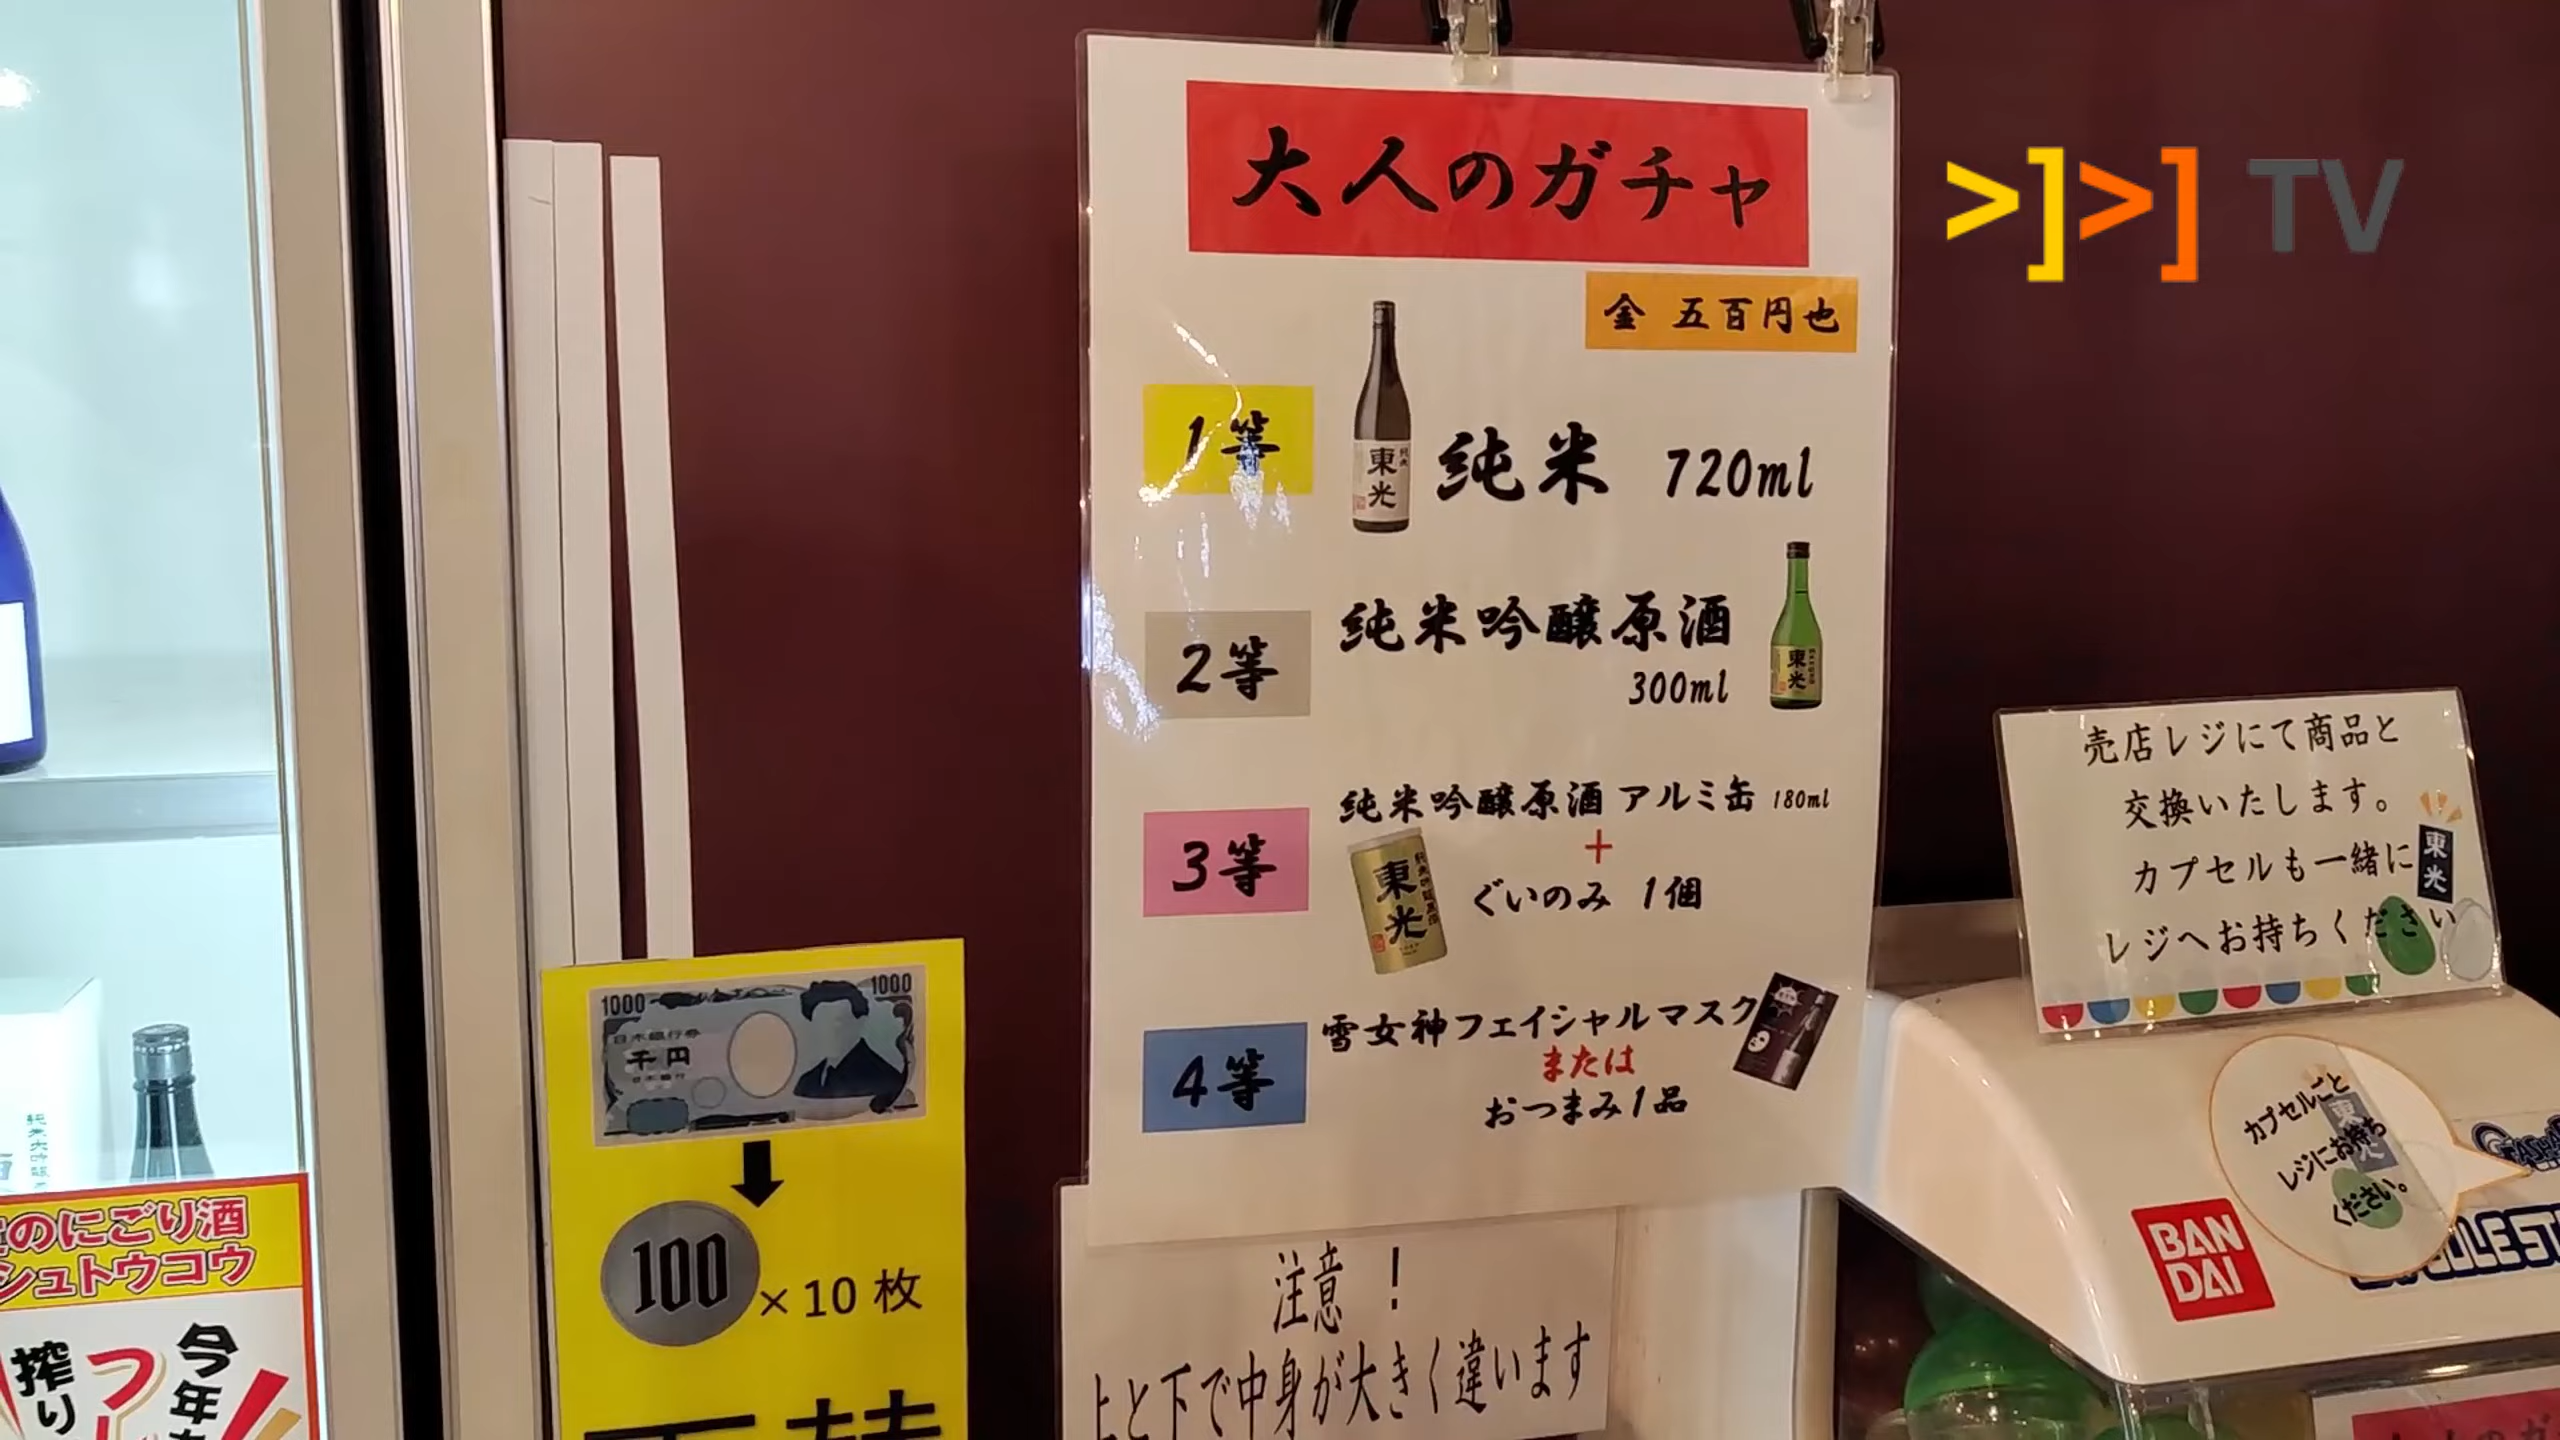 大人のガチャ
金 五百円也
1等
純米 720ml
東光
2等
純米吟醸原酒
300ml
東光
3等
純米吟醸原酒 アルミ缶 180ml
+
ぐいのみ 1個
東光
4等
雪女神フェイシャルマスク
または
おつまみ1品
注意！
上と下で中身が大きく違います
1000
1000
日本銀行券
千円
日本銀行
100 × 10 枚
のにごり酒
シュトウコウ
今年
搾り
売店レジにて商品と
交換いたします。
カプセルも一緒に
レジへお持ちください
東光
カプセルごと
レジにお持ち
ください。
BAN
DAI
>]>] TV